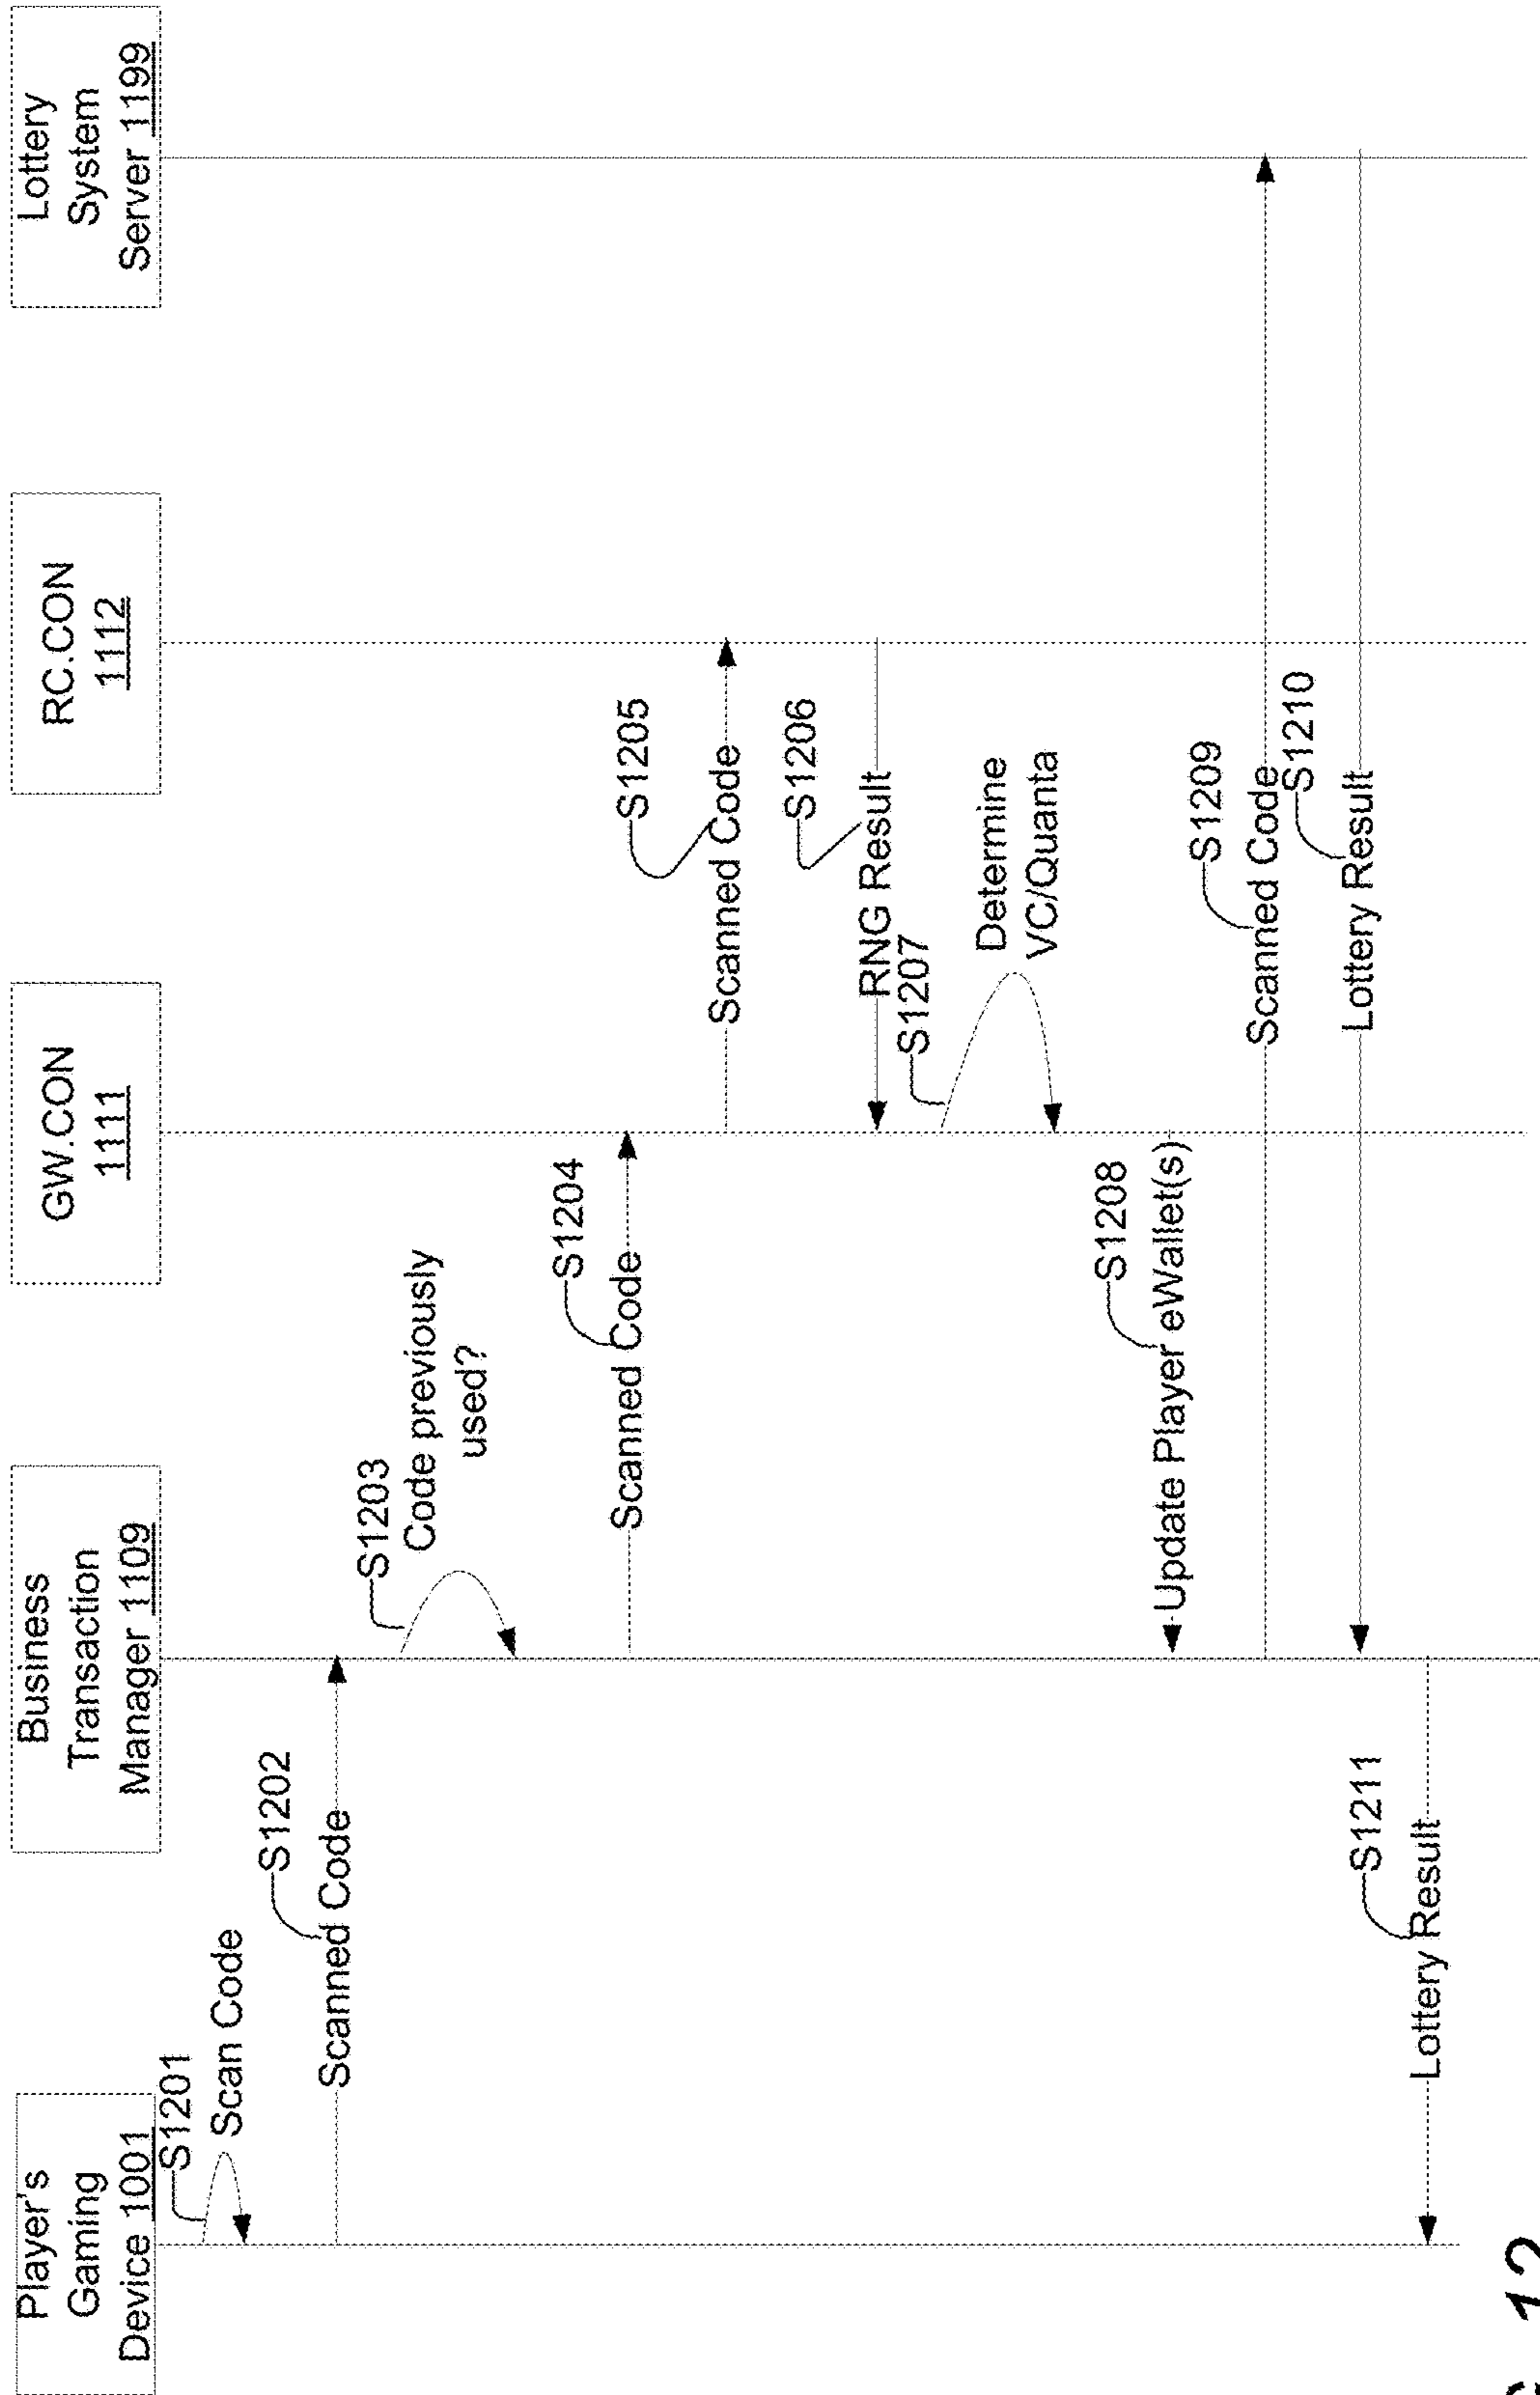 Player's
Gaming
Device 1001
Business
Transaction
Manager 1109
GW.CON
1111
RC.CON
1112
Lottery
System
Server 1199
S1201
Scan Code
S1202
Scanned Code
S1203
Code previously
used?
S1204
Scanned Code
S1205
Scanned Code
S1206
RNG Result
S1207
Determine
VC/Quanta
S1208
Update Player eWallet(s)
S1209
Scanned Code
S1210
Lottery Result
S1211
Lottery Result
12